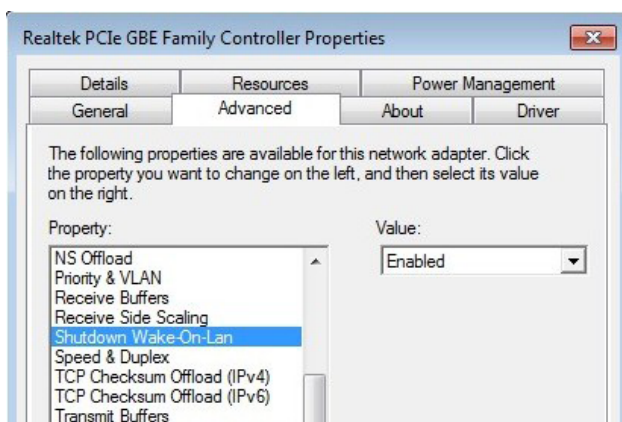 Realtek PCIe GBE Family Controller Properties
Details Resources Power Management
General Advanced About Driver
The following properties are available for this network adapter. Click
the property you want to change on the left, and then select its value
on the right.
Property: Value:
NS Offload Enabled
Priority & VLAN
Receive Buffers
Receive Side Scaling
Shutdown Wake-On-Lan
Speed & Duplex
TCP Checksum Offload (IPv4)
TCP Checksum Offload (IPv6)
Transmit Buffers